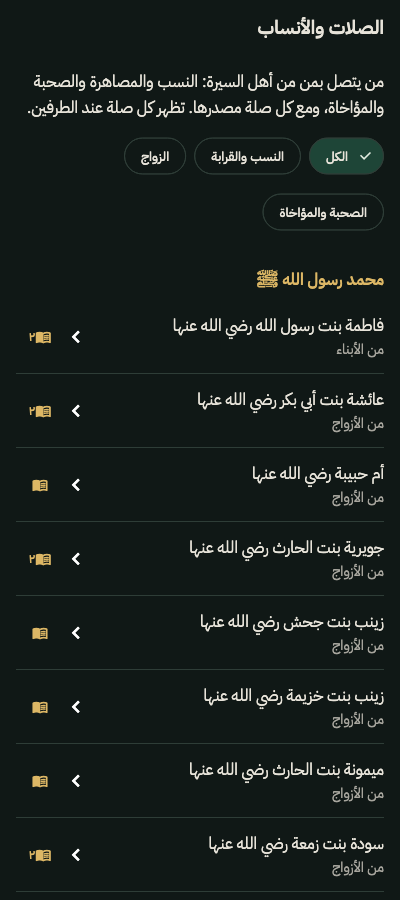 الصلات والأنساب
من يتصل بمن من أهل السيرة: النسب والمصاهرة والصحبة
والمؤاخاة، ومع كل صلة مصدرها. تظهر كل صلة عند الطرفين.
الكل
النسب والقرابة
الزواج
الصحبة والمؤاخاة
محمد رسول الله ﷺ
فاطمة بنت رسول الله رضي الله عنها
من الأبناء
٢
عائشة بنت أبي بكر رضي الله عنها
من الأزواج
٢
أم حبيبة رضي الله عنها
من الأزواج
جويرية بنت الحارث رضي الله عنها
من الأزواج
٢
زينب بنت جحش رضي الله عنها
من الأزواج
زينب بنت خزيمة رضي الله عنها
من الأزواج
ميمونة بنت الحارث رضي الله عنها
من الأزواج
سودة بنت زمعة رضي الله عنها
من الأزواج
٢